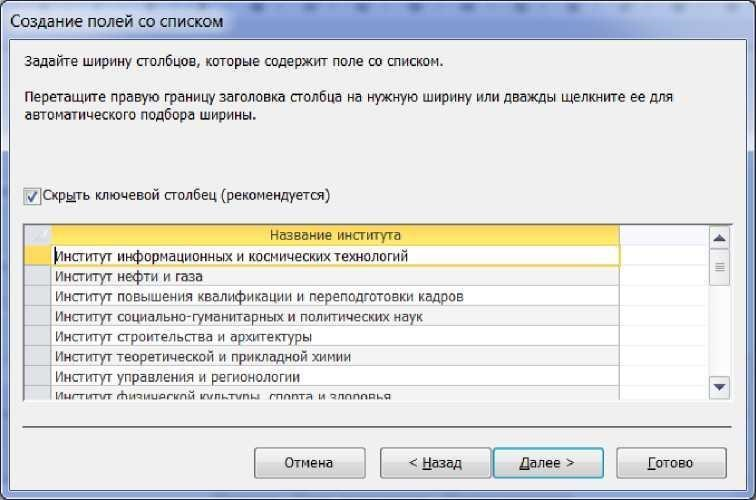 Создание полей со списком
Задайте ширину столбцов, которые содержит поле со списком.
Перетащите правую границу заголовка столбца на нужную ширину или дважды щелкните ее для
автоматического подбора ширины.
Скрыть ключевой столбец (рекомендуется)
Название института
Институт информационных и космических технологий
Институт нефти и газа
Институт повышения квалификации и переподготовки кадров
Институт социально-гуманитарных и политических наук
Институт строительства и архитектуры
Институт теоретической и прикладной химии
Институт управления и регионологии
Институт физической культуры, спорта и здоровья
Отмена
< Назад
Далее >
Готово